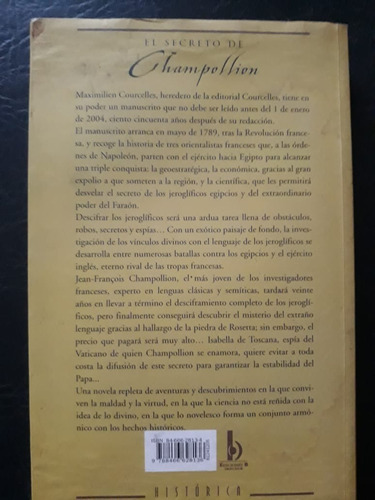 EL SECRETO DE
Champollion
Maximilien Courcelles, heredero de la editorial Courcelles, tiene en
su poder un manuscrito que no debe ser leído antes del 1 de enero
de 2004, ciento cincuenta años después de su redacción.
El manuscrito arranca en mayo de 1789, tras la Revolución france-
sa, y recoge la historia de tres orientalistas franceses que, a las órde-
nes de Napoleón, parten con el ejército hacia Egipto para alcanzar
una triple conquista: la geoestratégica, la económica, gracias al gran
expolio a que someten a la región, y la científica, que les permitirá
desvelar el secreto de los jeroglíficos egipcios y del extraordinario
poder del Faraón.
Descifrar los jeroglíficos será una ardua tarea llena de obstáculos,
robos, secretos y espías... Con un exótico paisaje de fondo, la inves-
tigación de los vínculos divinos con el lenguaje de los jeroglíficos se
desarrolla entre numerosas batallas contra los egipcios y el ejército
inglés, eterno rival de las tropas francesas.
Jean-François Champollion, el más joven de los investigadores
franceses, experto en lenguas clásicas y semíticas, tardará veinte
años en llevar a término el desciframiento completo de los jeroglí-
ficos, pero finalmente conseguirá descubrir el misterio del extraño
lenguaje gracias al hallazgo de la piedra de Rosetta; sin embargo, el
precio que pagará será muy alto... Isabella de Toscana, espía del
Vaticano de quien Champollion se enamora, quiere evitar a toda
costa la difusión de este secreto para garantizar la estabilidad del
Papa...
Una novela repleta de aventuras y descubrimientos en la que convi-
ven la maldad y la virtud, en la que la ciencia no está reñida con la
idea de lo divino, en la que lo novelesco forma un conjunto armó-
nico con los hechos históricos.
HISTÓRICA